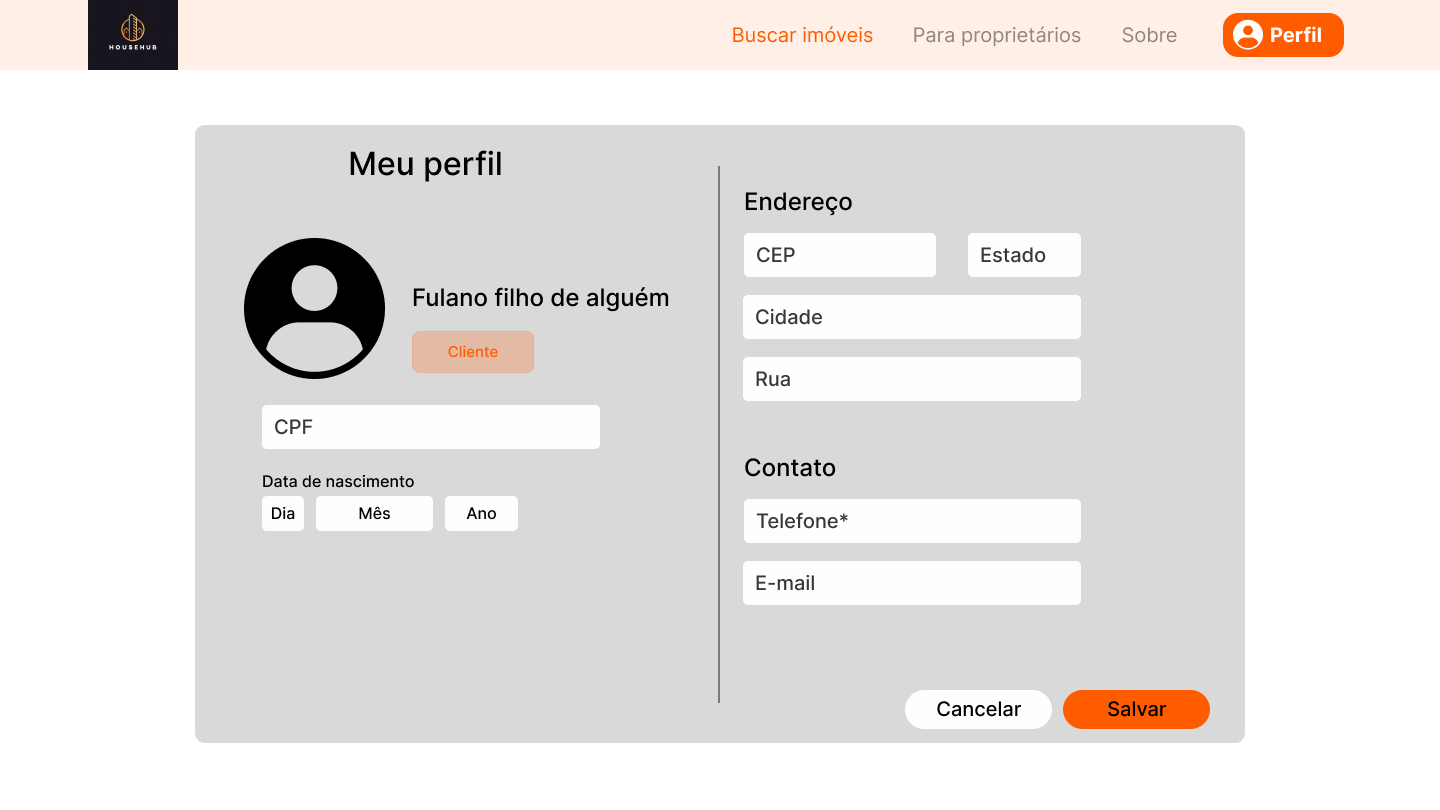 HOUSEHUB
Buscar imóveis
Para proprietários
Sobre
Perfil
Meu perfil
Fulano filho de alguém
Cliente
CPF
Data de nascimento
Dia Mês Ano
Endereço
CEP Estado
Cidade
Rua
Contato
Telefone*
E-mail
Cancelar Salvar